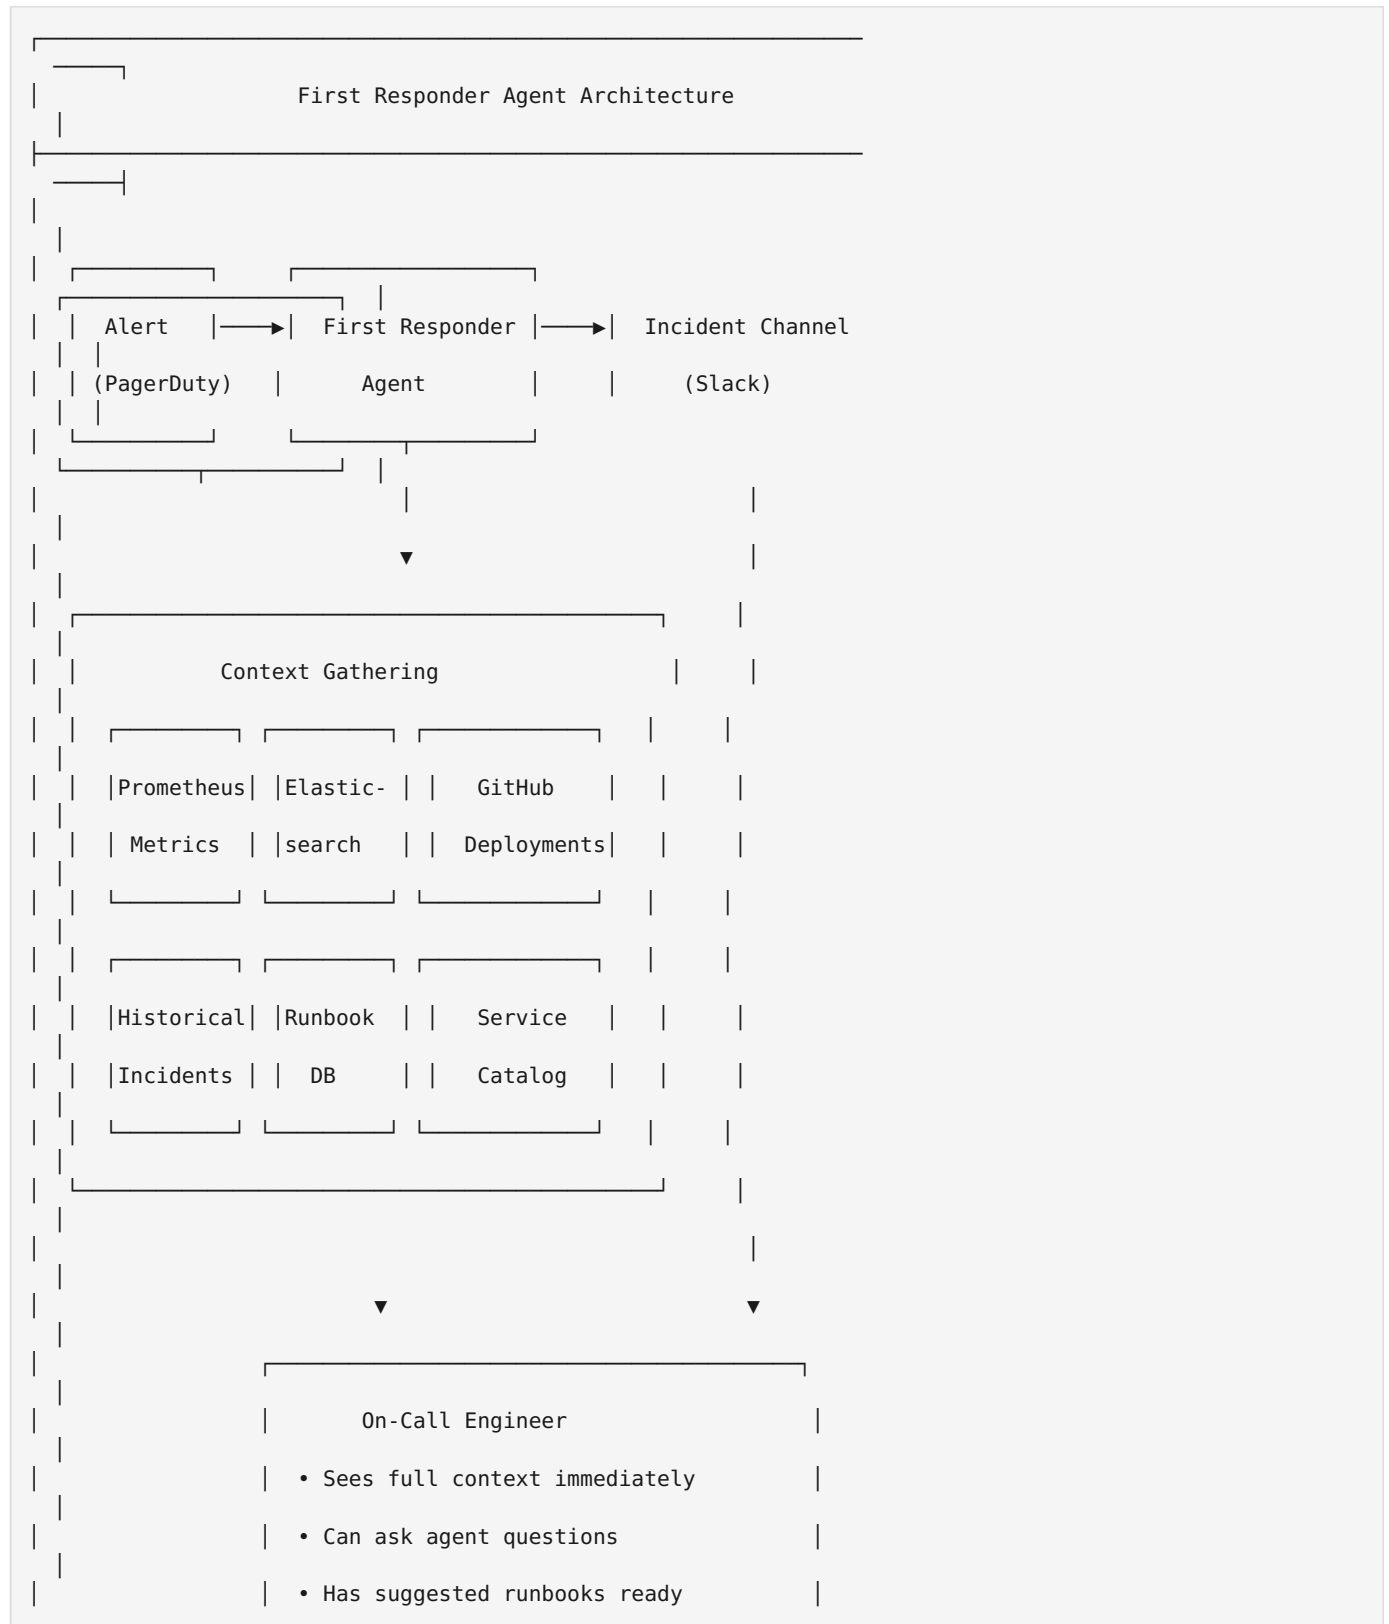 First Responder Agent Architecture
Alert First Responder Incident Channel
(PagerDuty) Agent (Slack)
Context Gathering
Prometheus Elastic- GitHub
Metrics search Deployments
Historical Runbook Service
Incidents DB Catalog
On-Call Engineer
• Sees full context immediately
• Can ask agent questions
• Has suggested runbooks ready